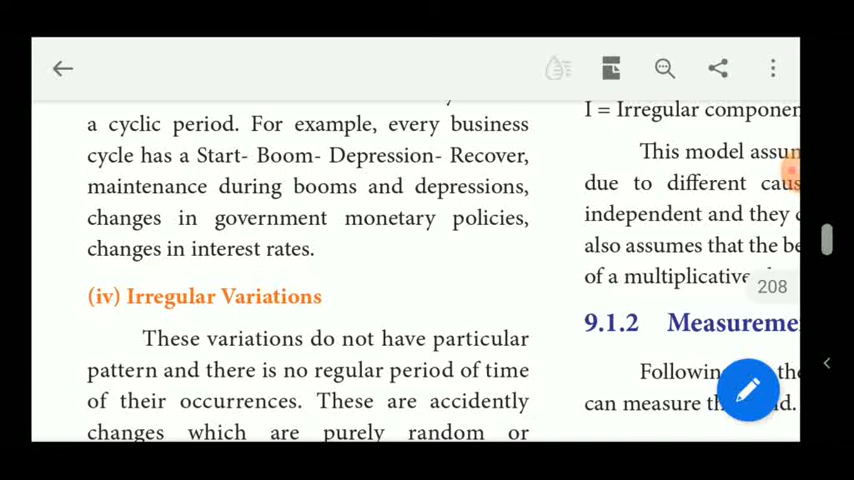 a cyclic period. For example, every business
cycle has a Start- Boom- Depression- Recover,
maintenance during booms and depressions,
changes in government monetary policies,
changes in interest rates.
(iv) Irregular Variations
These variations do not have particular
pattern and there is no regular period of time
of their occurrences. These are accidently
changes which are purely random or
I = Irregular componen
This model assum
due to different caus
independent and they
also assumes that the be
of a multiplicative
208
9.1.2 Measureme
Following
can measure